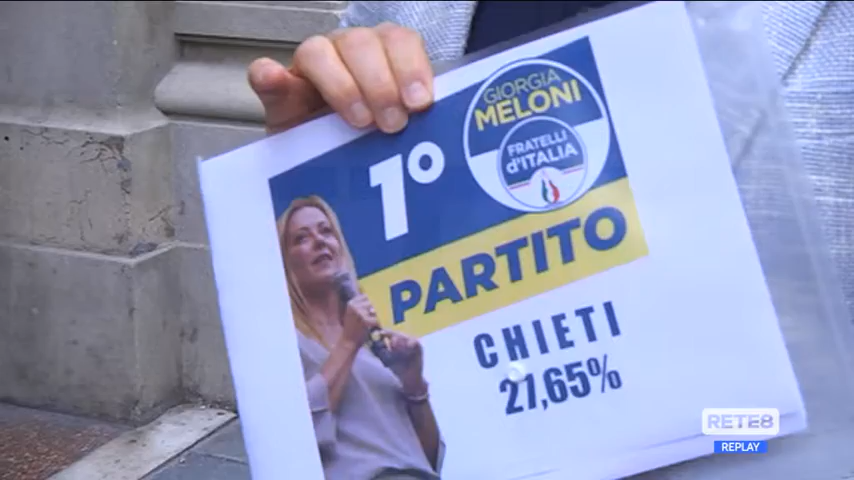 GIORGIA
MELONI
FRATELLI
d'ITALIA
1°
PARTITO
CHIETI
27,65%
RETE8
REPLAY